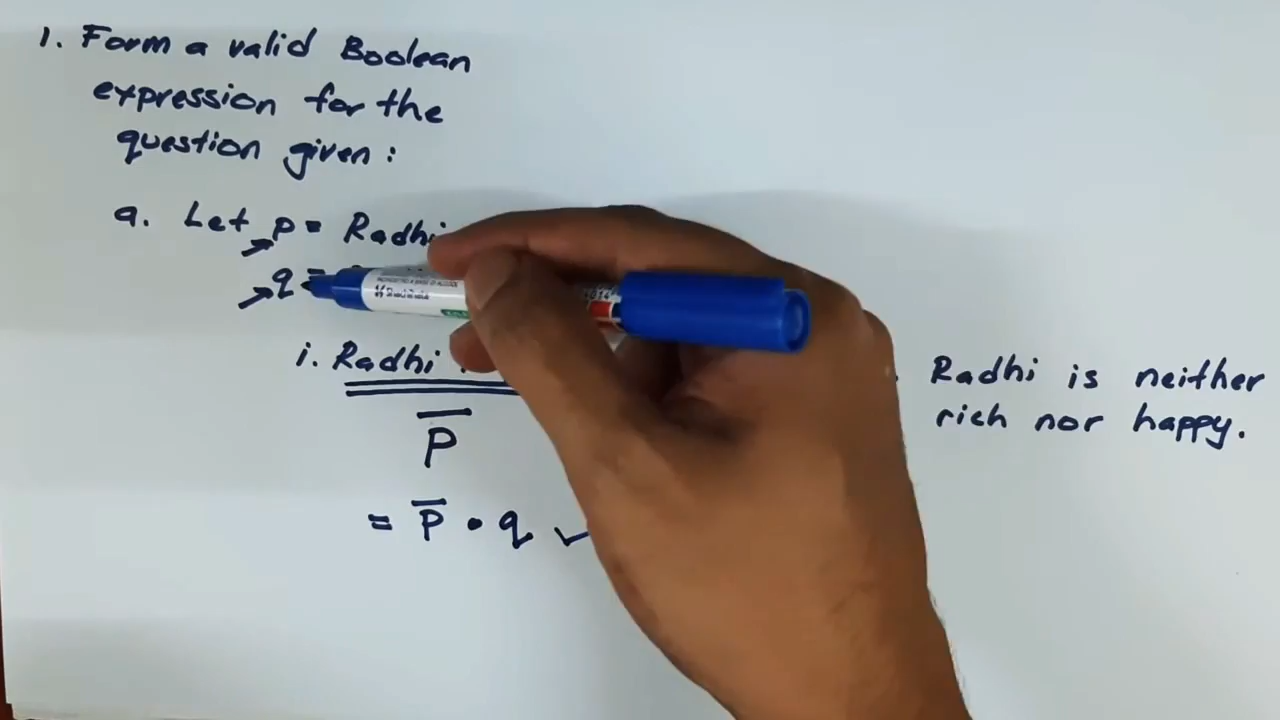 1. Form a valid Boolean
expression for the
question given:
a. Let p = Radhi
q =
i. Radhi
Radhi is neither
rich nor happy.
p̅
= p̅ • q ✓